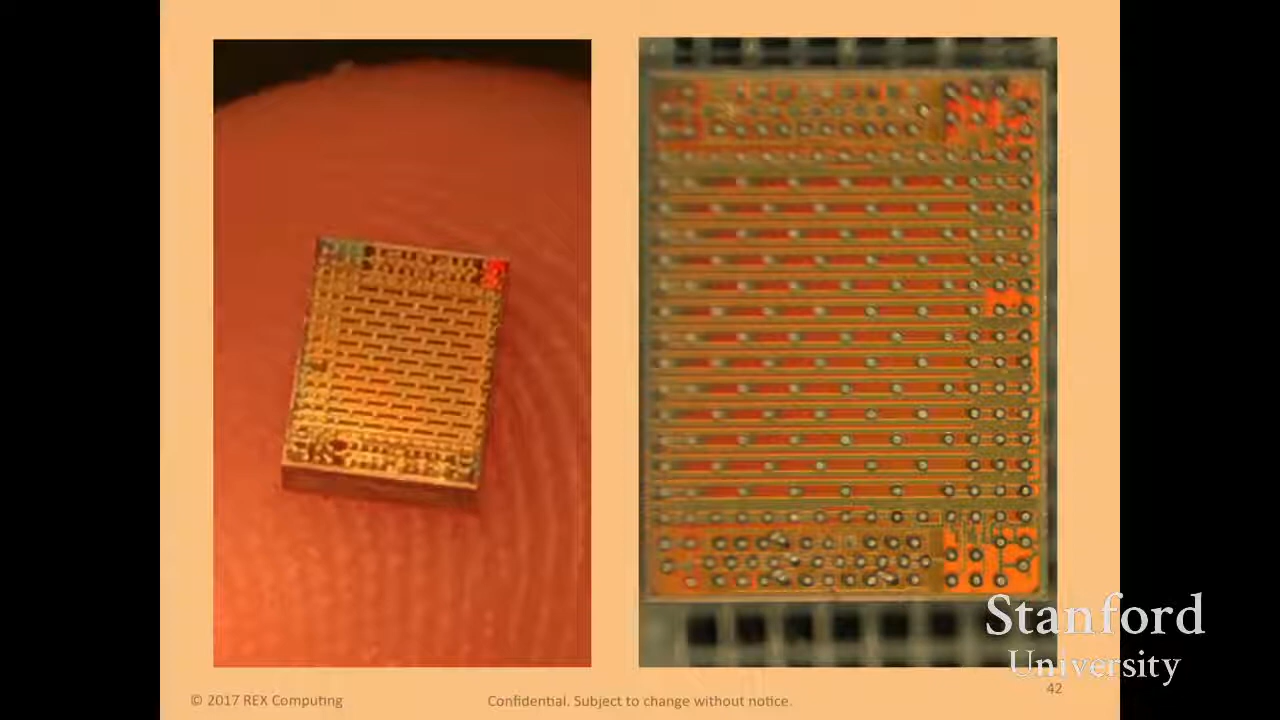 Stanford
University
42
© 2017 REX Computing
Confidential. Subject to change without notice.